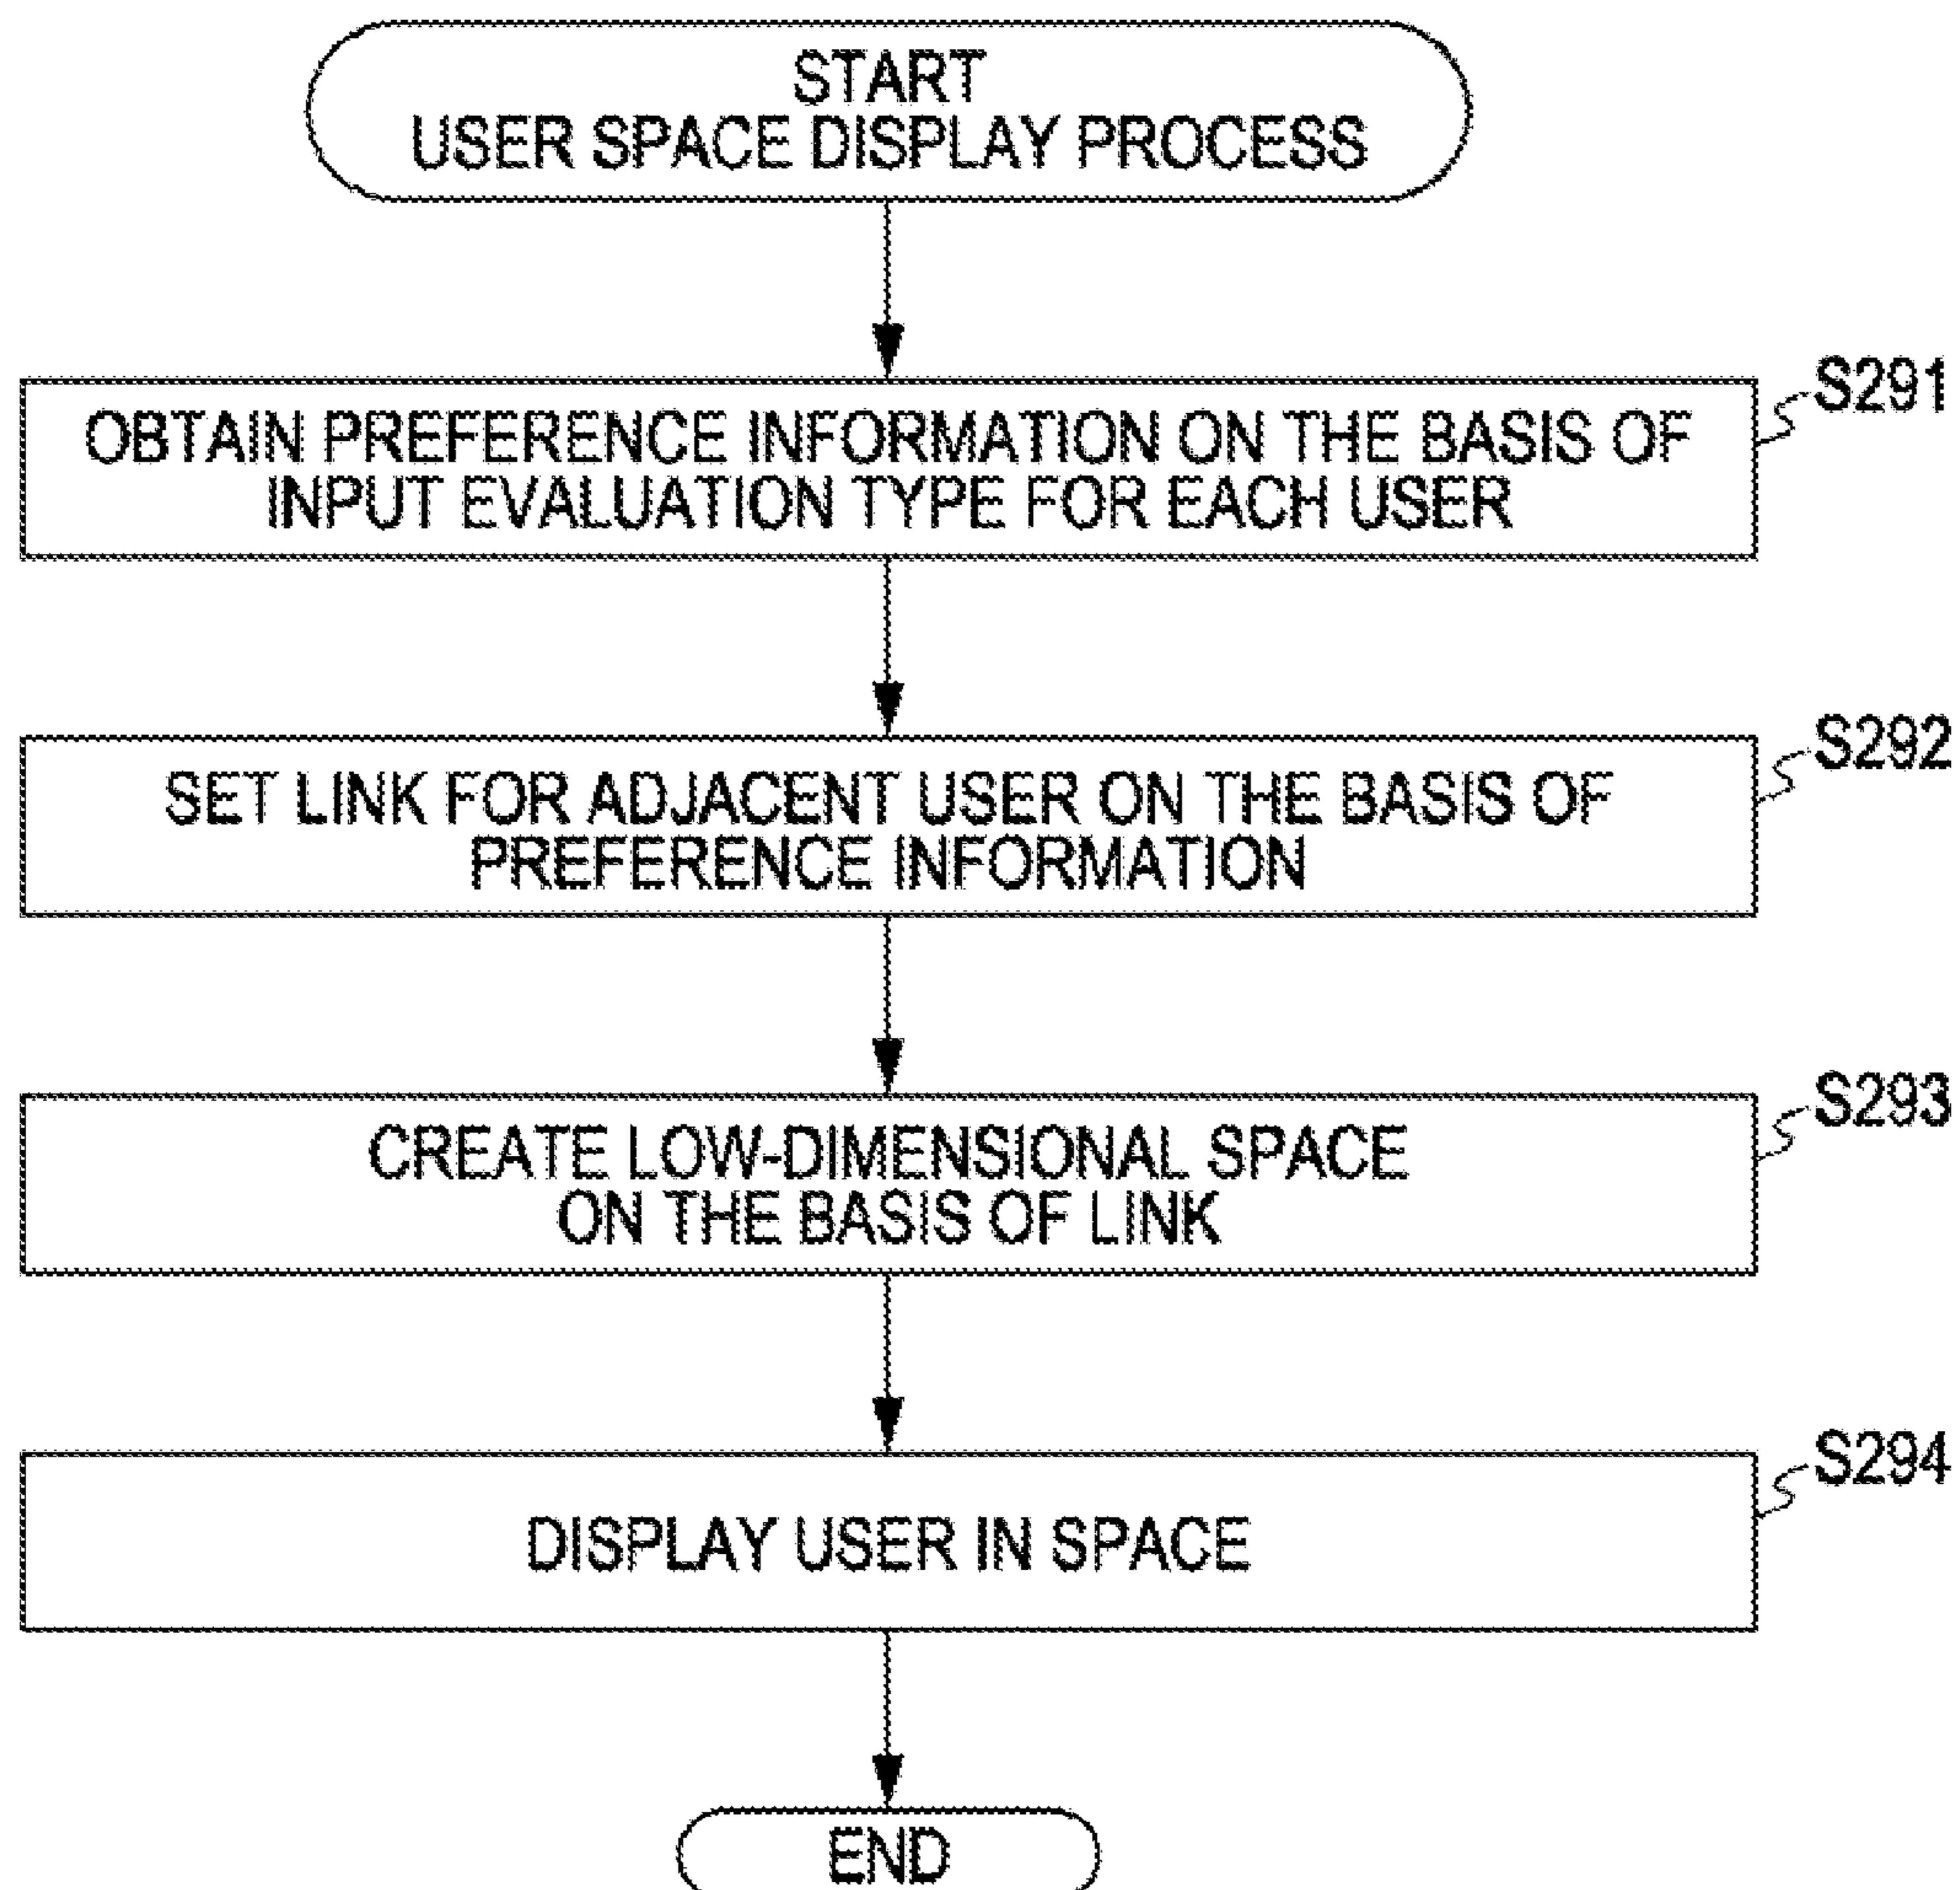 START
USER SPACE DISPLAY PROCESS
S291
OBTAIN PREFERENCE INFORMATION ON THE BASIS OF
INPUT EVALUATION TYPE FOR EACH USER
S292
SET LINK FOR ADJACENT USER ON THE BASIS OF
PREFERENCE INFORMATION
S293
CREATE LOW-DIMENSIONAL SPACE
ON THE BASIS OF LINK
S294
DISPLAY USER IN SPACE
END